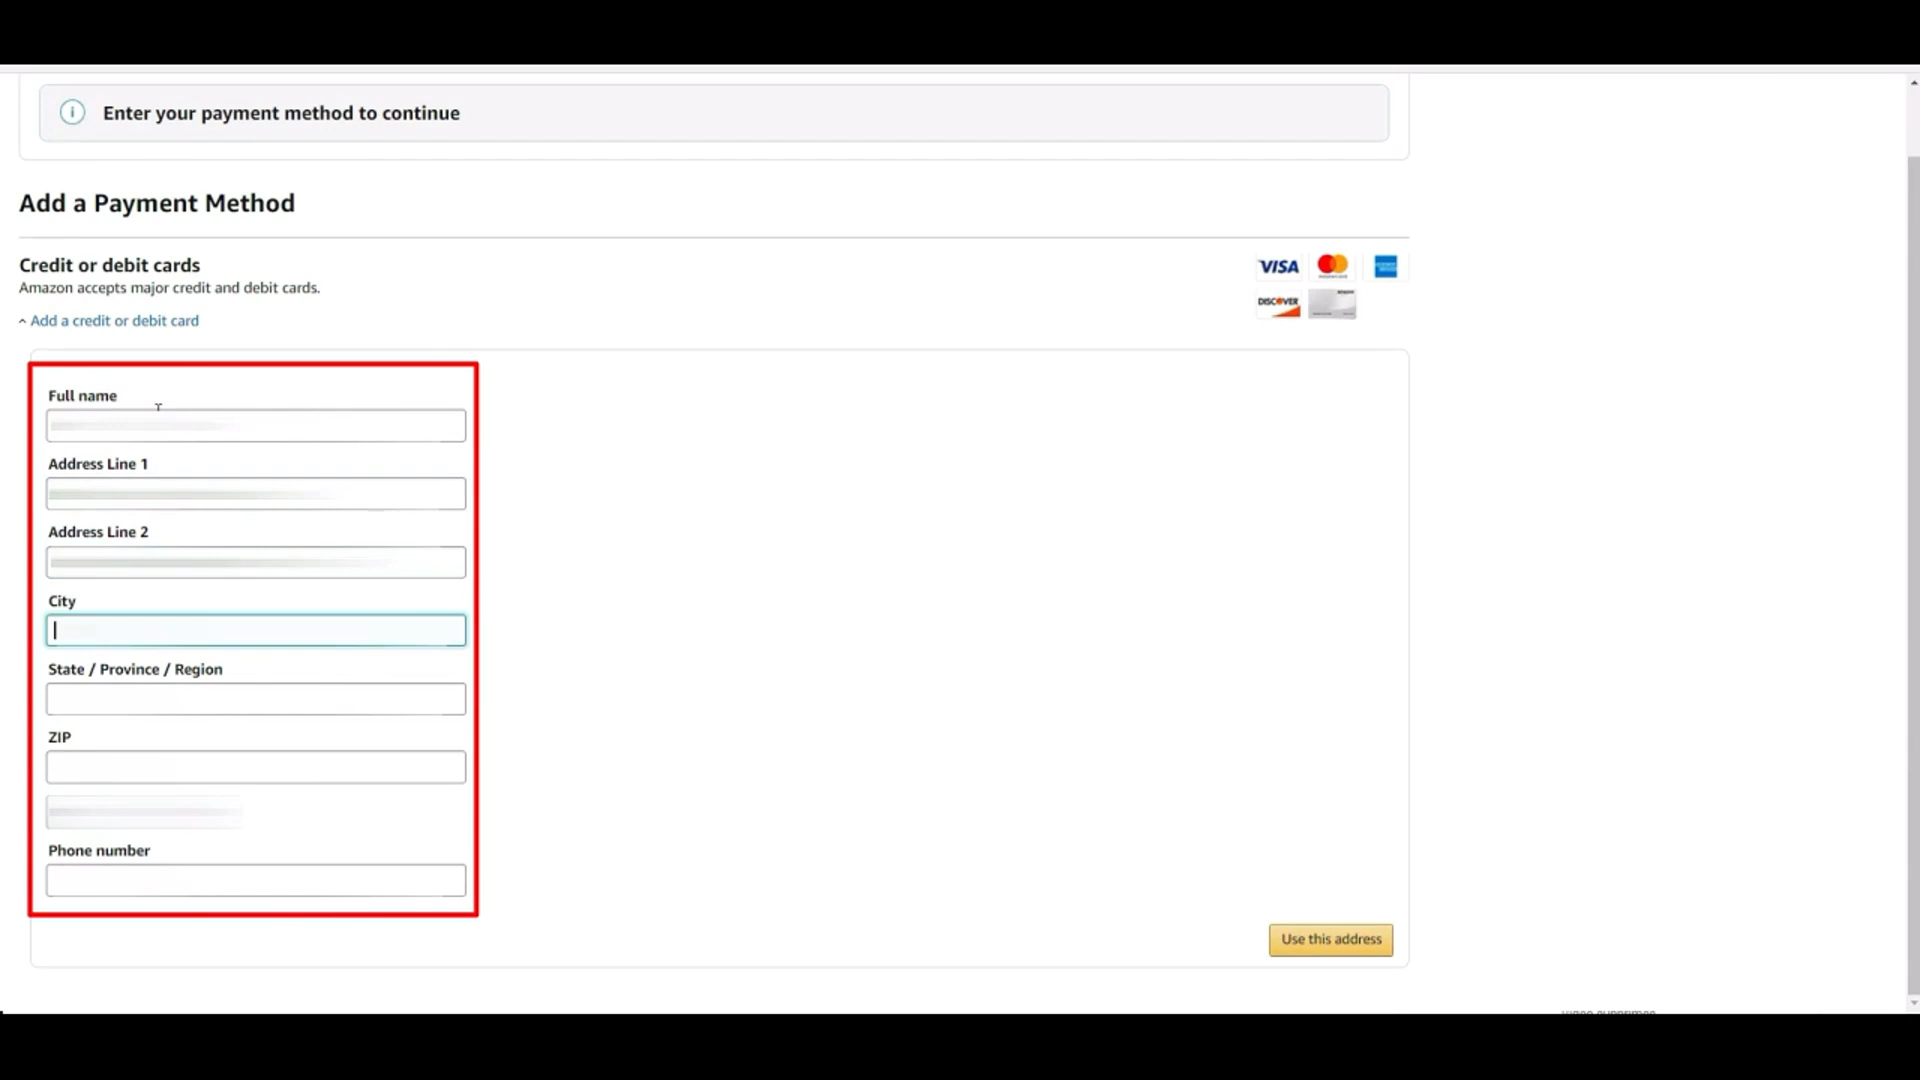 Enter your payment method to continue
Add a Payment Method
Credit or debit cards
Amazon accepts major credit and debit cards.
Add a credit or debit card
VISA
DISCOVER
Full name
Address Line 1
Address Line 2
City
State / Province / Region
ZIP
Phone number
Use this address